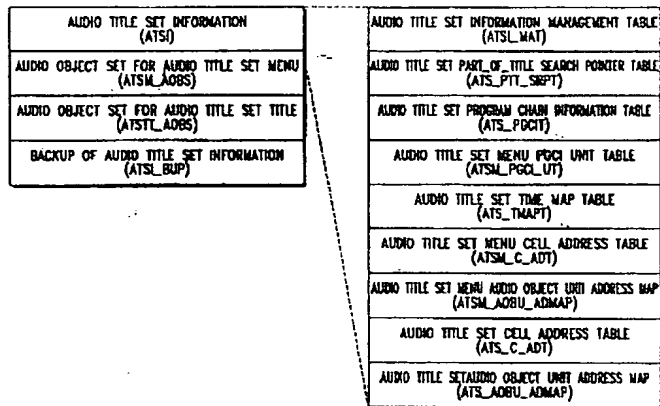 AUDIO TITLE SET INFORMATION
(ATSI)
AUDIO OBJECT SET FOR AUDIO TITLE SET MENU
(ATSM_AOBS)
AUDIO OBJECT SET FOR AUDIO TITLE SET TITLE
(ATSTT_AOBS)
BACKUP OF AUDIO TITLE SET INFORMATION
(ATSI_BUP)
AUDIO TITLE SET INFORMATION MANAGEMENT TABLE
(ATSI_MAT)
AUDIO TITLE SET PART_OF_TITLE SEARCH POINTER TABLE
(ATS_PTT_SRPT)
AUDIO TITLE SET PROGRAM CHAIN INFORMATION TABLE
(ATS_PGCIT)
AUDIO TITLE SET MENU PGCI UNIT TABLE
(ATSM_PGCI_UT)
AUDIO TITLE SET TIME MAP TABLE
(ATS_TMAPT)
AUDIO TITLE SET MENU CELL ADDRESS TABLE
(ATSM_C_ADT)
AUDIO TITLE SET MENU AUDIO OBJECT UNIT ADDRESS MAP
(ATSM_AOBU_ADMAP)
AUDIO TITLE SET CELL ADDRESS TABLE
(ATS_C_ADT)
AUDIO TITLE SETAUDIO OBJECT UNIT ADDRESS MAP
(ATS_AOBU_ADMAP)